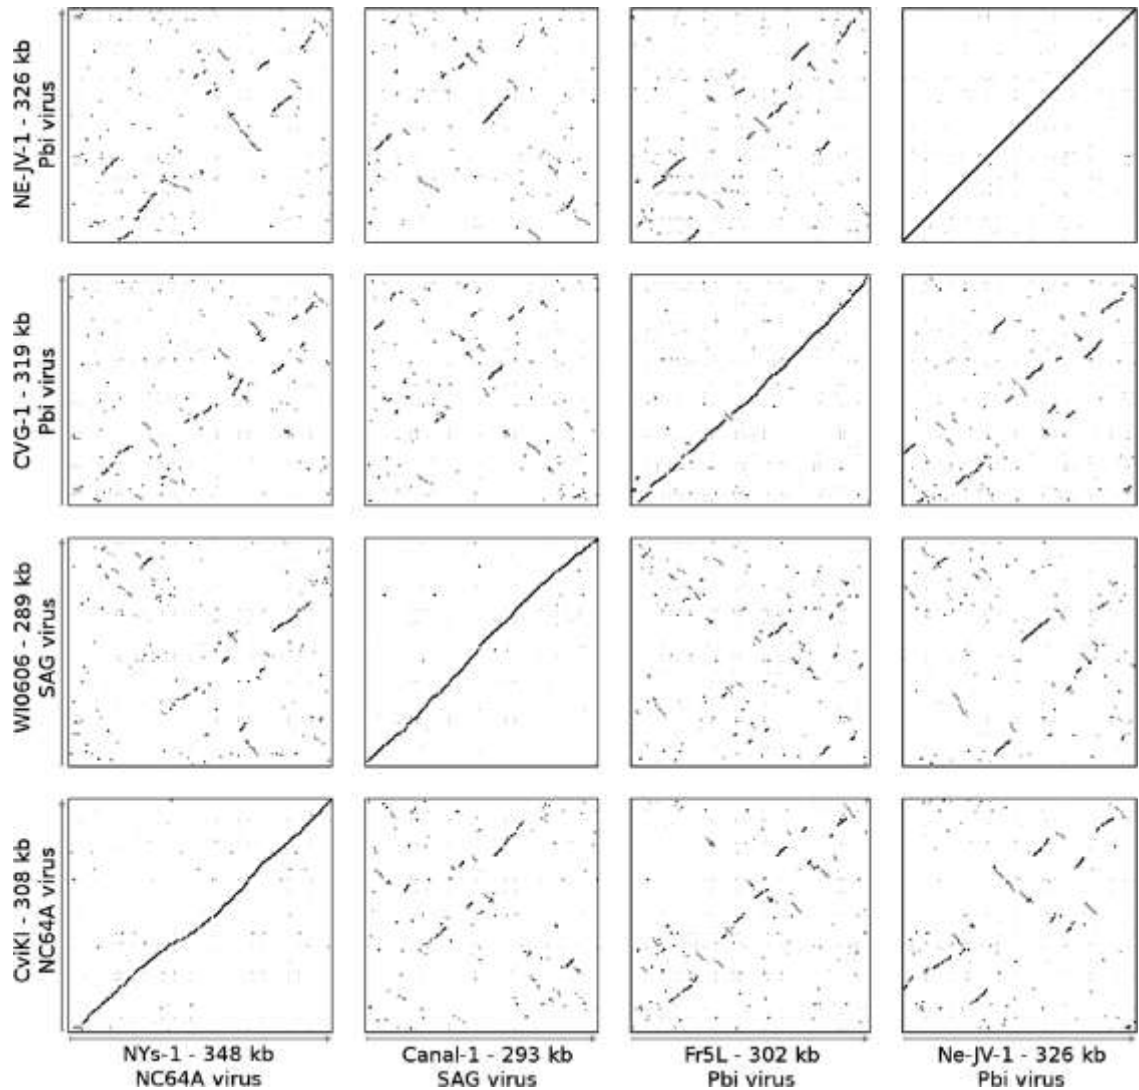 NE-JV-1 - 326 kb
Pbi virus
CVG-1 - 319 kb
Pbi virus
WI0606 - 289 kb
SAG virus
CviKI - 308 kb
NC64A virus
NYs-1 - 348 kb
NC64A virus
Canal-1 - 293 kb
SAG virus
Fr5L - 302 kb
Pbi virus
Ne-JV-1 - 326 kb
Pbi virus